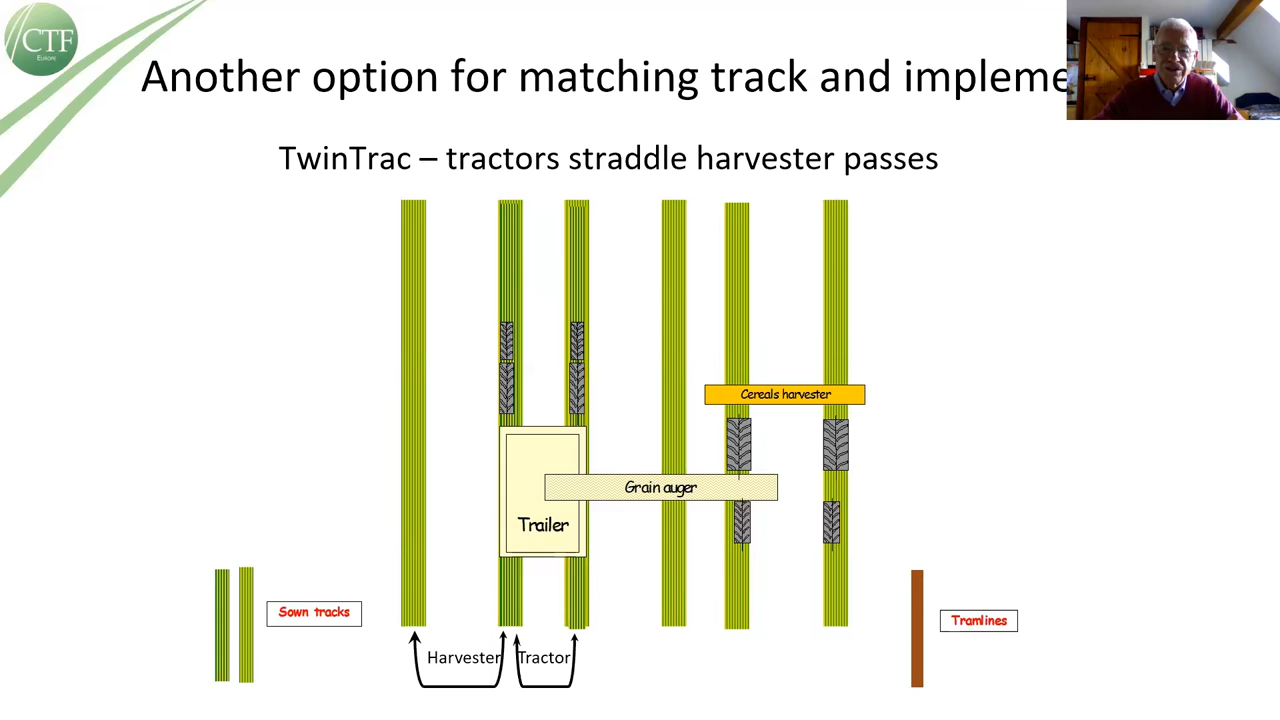 CTF
Europe
Another option for matching track and impleme
TwinTrac – tractors straddle harvester passes
Cereals harvester
Grain auger
Trailer
Sown tracks
Tramlines
Harvester
Tractor